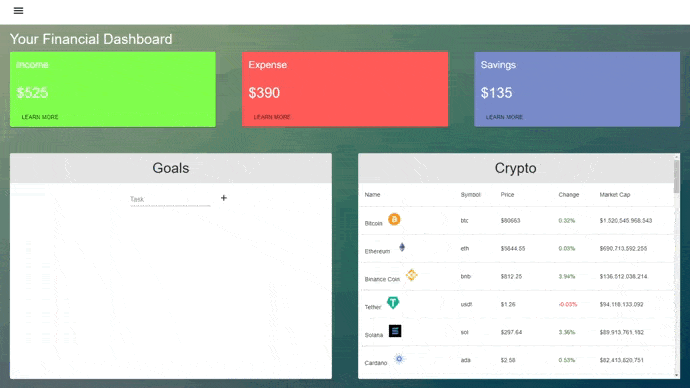 Your Financial Dashboard
Income Expense Savings
$525 $390 $135
LEARN MORE LEARN MORE LEARN MORE
Goals Crypto
Task
Name Symbol Price Change Market Cap
Bitcoin btc $80663 0.32% $1,520,545,968,543
Ethereum eth $5644.55 0.09% $690,713,592,255
Binance Coin bnb $812.25 3.94% $136,512,036,214
Tether usdt $1.26 -0.03% $94,116,133,092
Solana sol $297.64 3.36% $89,913,761,182
Cardano ada $2.58 0.53% $82,413,820,751